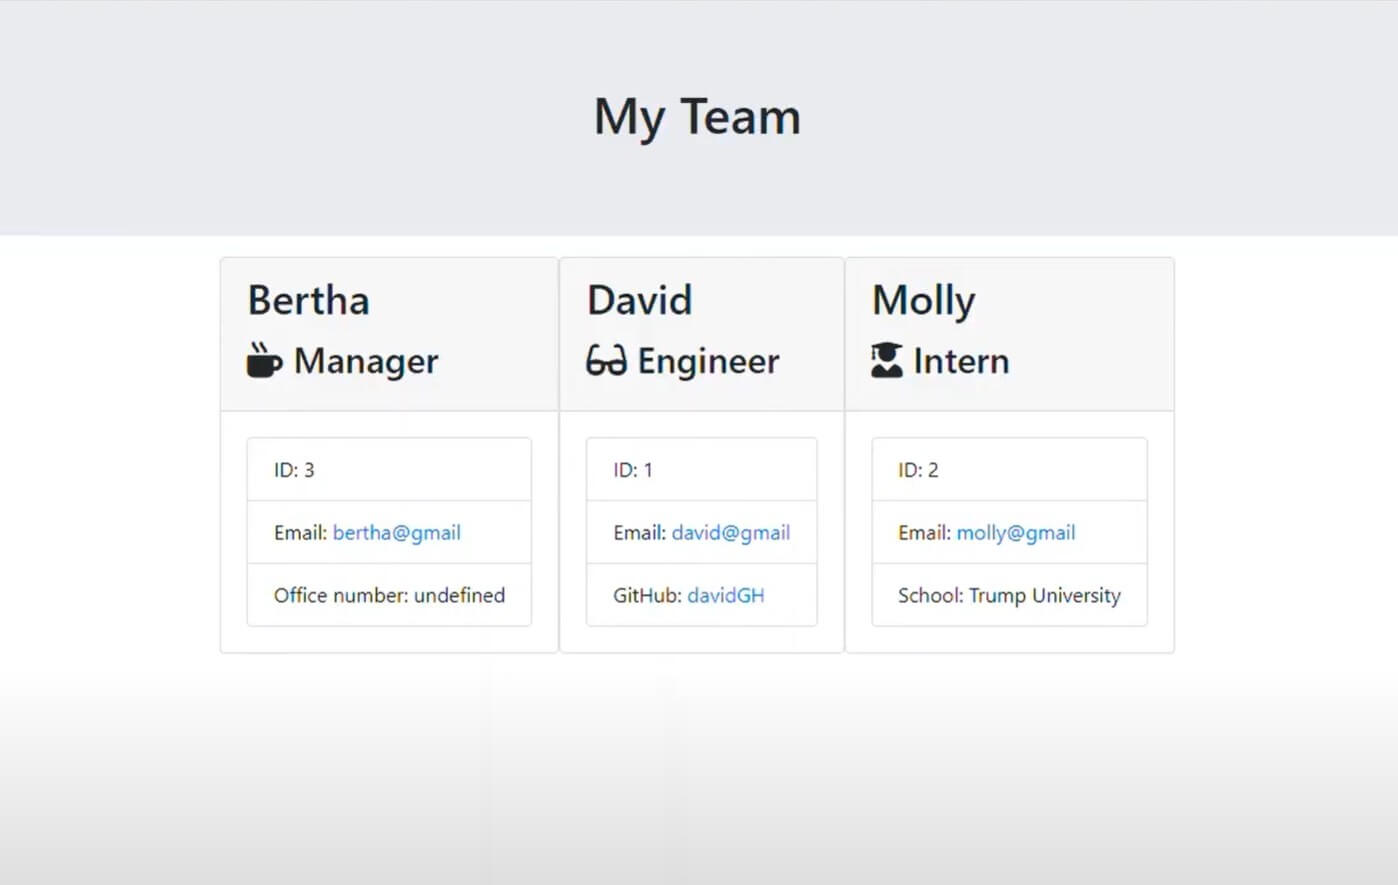 My Team
Bertha
Manager
ID: 3
Email: bertha@gmail
Office number: undefined
David
Engineer
ID: 1
Email: david@gmail
GitHub: davidGH
Molly
Intern
ID: 2
Email: molly@gmail
School: Trump University